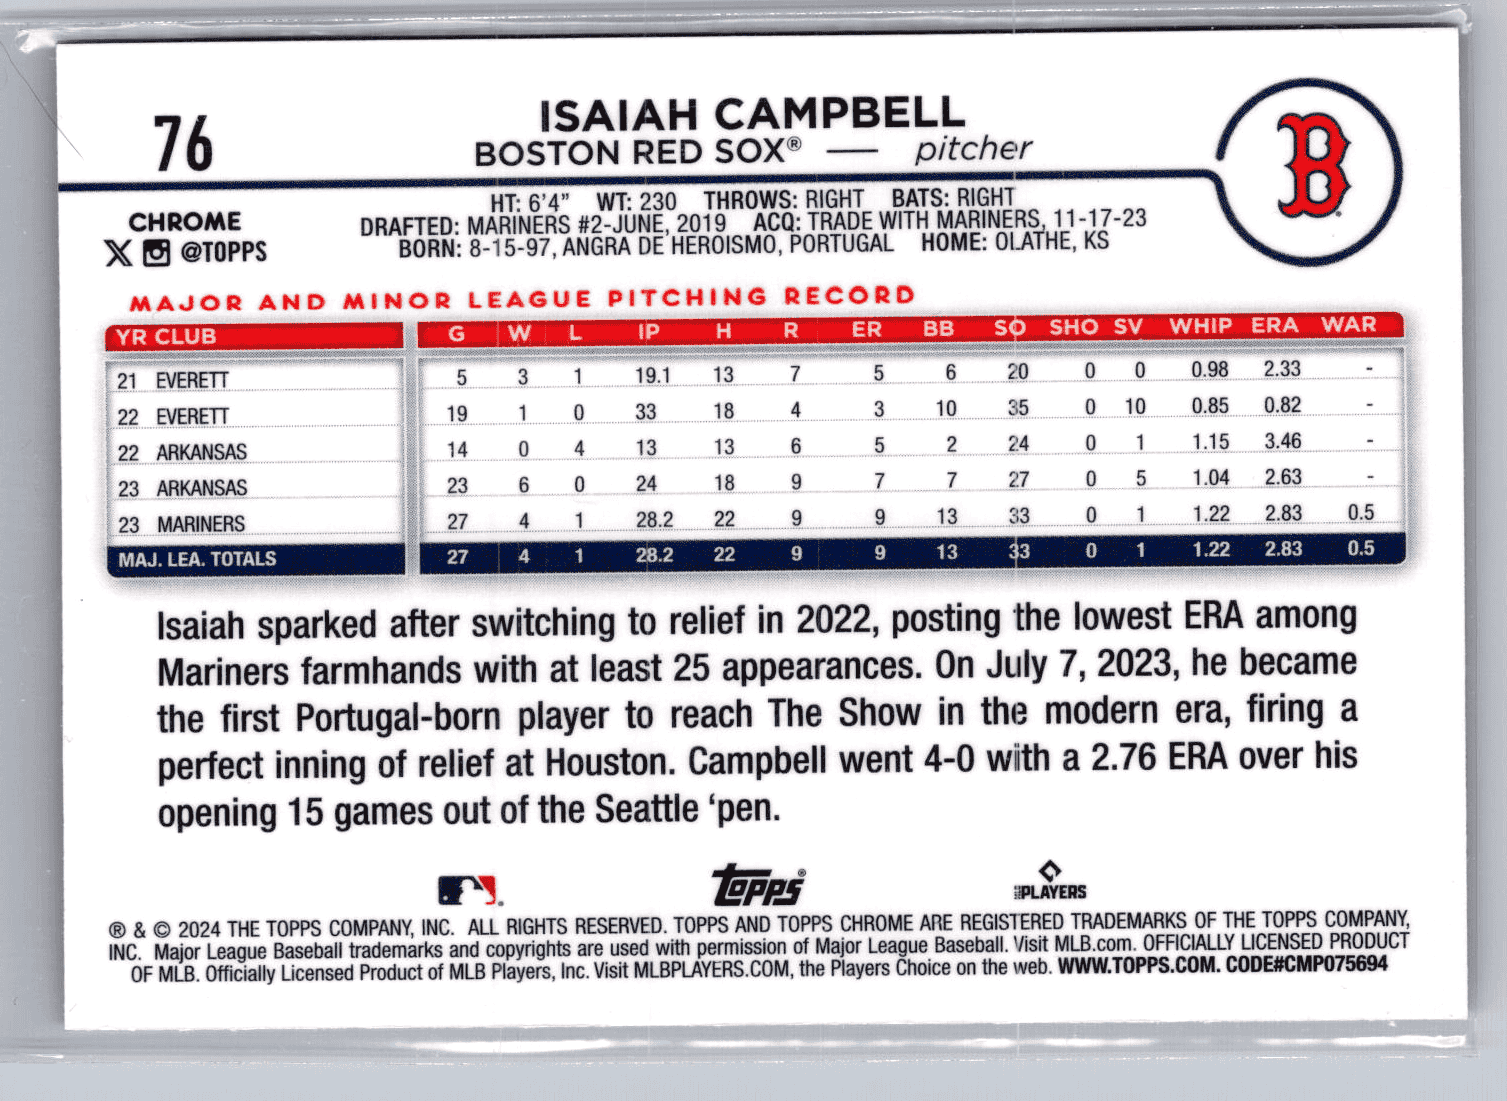 76
ISAIAH CAMPBELL
BOSTON RED SOX® — pitcher
B
CHROME
@TOPPS
HT: 6'4" WT: 230 THROWS: RIGHT BATS: RIGHT
DRAFTED: MARINERS #2-JUNE, 2019 ACQ: TRADE WITH MARINERS, 11-17-23
BORN: 8-15-97, ANGRA DE HEROISMO, PORTUGAL HOME: OLATHE, KS
MAJOR AND MINOR LEAGUE PITCHING RECORD
YR CLUB G W L IP H R ER BB SO SHO SV WHIP ERA WAR
21 EVERETT 5 3 1 19.1 13 7 5 6 20 0 0 0.98 2.33 -
22 EVERETT 19 1 0 33 18 4 3 10 35 0 10 0.85 0.82 -
22 ARKANSAS 14 0 4 13 13 6 5 2 24 0 1 1.15 3.46 -
23 ARKANSAS 23 6 0 24 18 9 7 7 27 0 5 1.04 2.63 -
23 MARINERS 27 4 1 28.2 22 9 9 13 33 0 1 1.22 2.83 0.5
MAJ. LEA. TOTALS 27 4 1 28.2 22 9 9 13 33 0 1 1.22 2.83 0.5
Isaiah sparked after switching to relief in 2022, posting the lowest ERA among
Mariners farmhands with at least 25 appearances. On July 7, 2023, he became
the first Portugal-born player to reach The Show in the modern era, firing a
perfect inning of relief at Houston. Campbell went 4-0 with a 2.76 ERA over his
opening 15 games out of the Seattle 'pen.
Topps®
PLAYERS
® & © 2024 THE TOPPS COMPANY, INC. ALL RIGHTS RESERVED. TOPPS AND TOPPS CHROME ARE REGISTERED TRADEMARKS OF THE TOPPS COMPANY,
INC. Major League Baseball trademarks and copyrights are used with permission of Major League Baseball. Visit MLB.com. OFFICIALLY LICENSED PRODUCT
OF MLB. Officially Licensed Product of MLB Players, Inc. Visit MLBPLAYERS.COM, the Players Choice on the web. WWW.TOPPS.COM. CODE#CMP075694